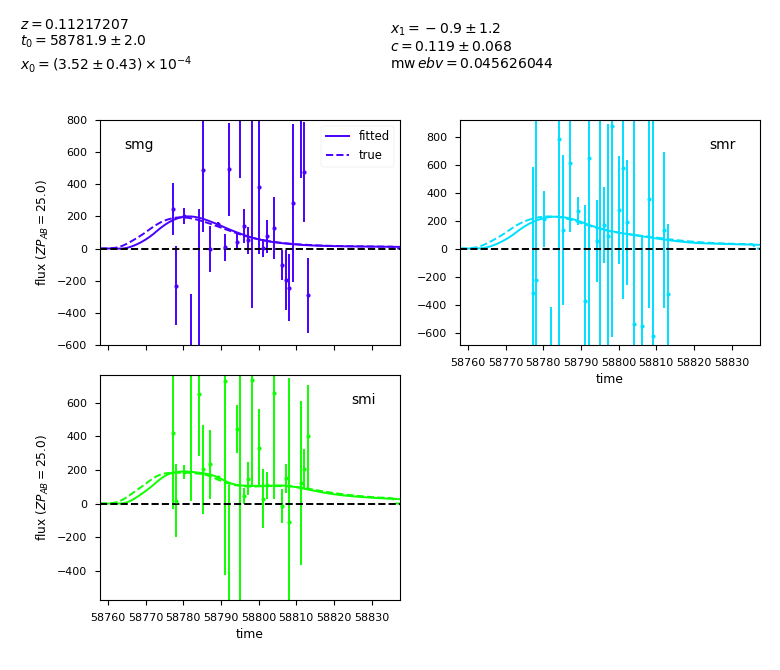 z = 0.11217207
t₀ = 58781.9 ± 2.0
x₀ = (3.52 ± 0.43) × 10⁻⁴
x₁ = −0.9 ± 1.2
c = 0.119 ± 0.068
mw ebv = 0.045626044
800
600
400
200
0
−200
−400
−600
flux (ZP_AB = 25.0)
smg
fitted
true
800
600
400
200
0
−200
−400
−600
smr
58760 58770 58780 58790 58800 58810 58820 58830
time
600
400
200
0
−200
−400
flux (ZP_AB = 25.0)
smi
58760 58770 58780 58790 58800 58810 58820 58830
time